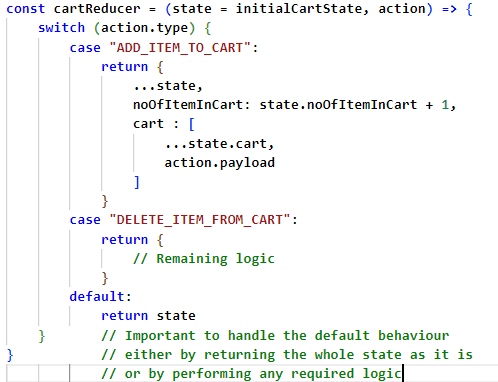 const cartReducer = (state = initialCartState, action) => {
    switch (action.type) {
        case "ADD_ITEM_TO_CART":
            return {
                ...state,
                noOfItemInCart: state.noOfItemInCart + 1,
                cart : [
                    ...state.cart,
                    action.payload
                ]
            }
        case "DELETE_ITEM_FROM_CART":
            return {
                // Remaining logic
            }
        default:
            return state
    }       // Important to handle the default behaviour
}           // either by returning the whole state as it is
            // or by performing any required logic